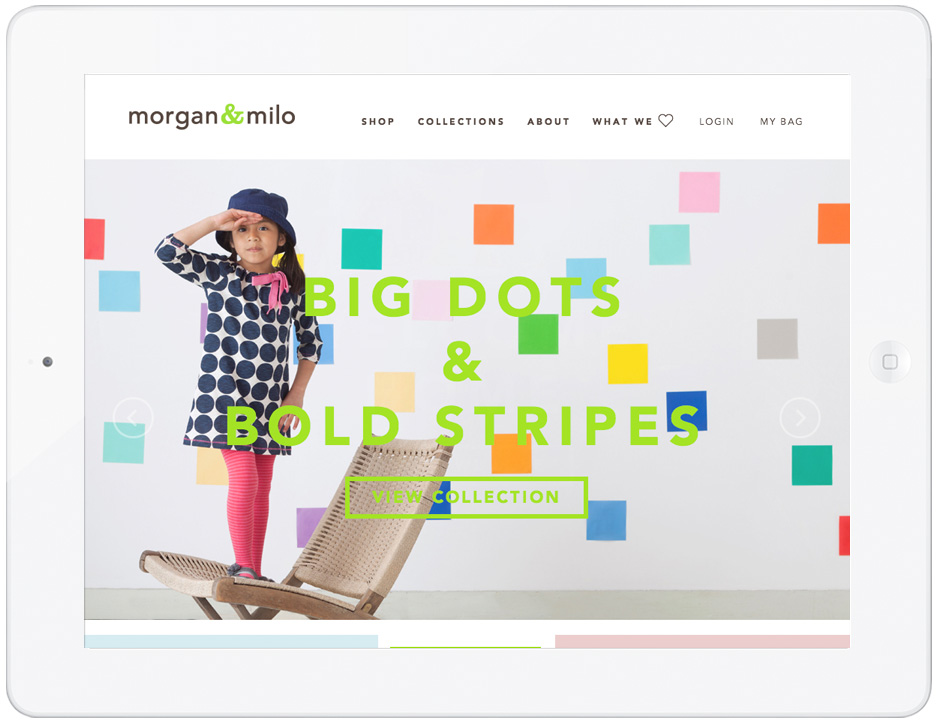 morgan&milo
SHOP COLLECTIONS ABOUT WHAT WE ♡ LOGIN MY BAG
BIG DOTS
&
BOLD STRIPES
VIEW COLLECTION